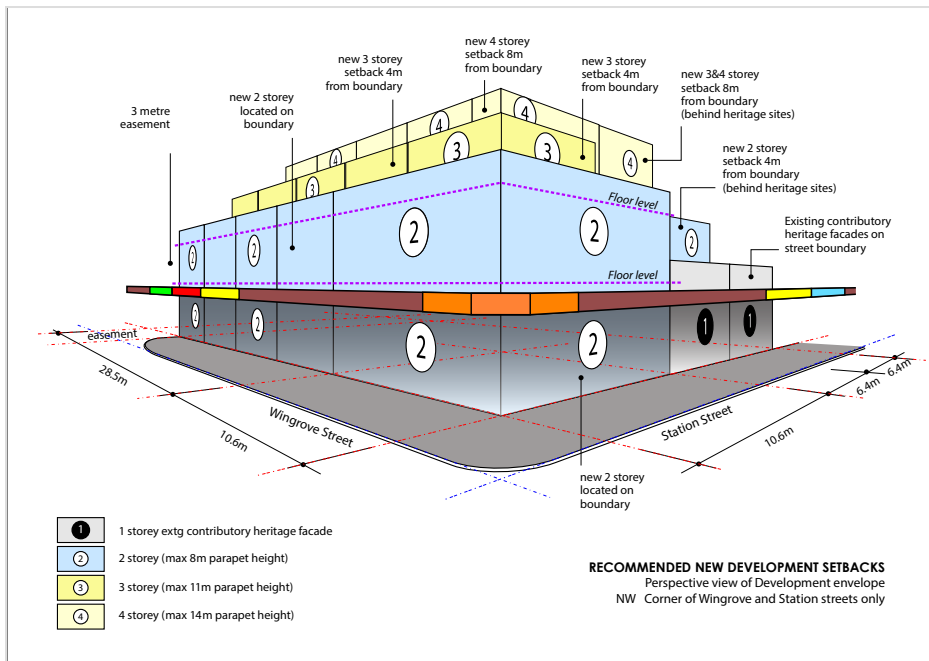 new 4 storey
setback 8m
from boundary
new 3 storey
setback 4m
from boundary
new 3 storey
setback 4m
from boundary
new 3&4 storey
setback 8m
from boundary
(behind heritage sites)
new 2 storey
located on
boundary
3 metre
easement
new 2 storey
setback 4m
from boundary
(behind heritage sites)
Existing contributory
heritage facades on
street boundary
4
4
4
4
3
3
3
Floor level
2
2
2
2
2
Floor level
2
2
2
2
1
1
easement
28.5m
10.6m
Wingrove Street
Station Street
6.4m
6.4m
10.6m
new 2 storey
located on
boundary
1 1 storey extg contributory heritage facade
2 2 storey (max 8m parapet height)
3 3 storey (max 11m parapet height)
4 4 storey (max 14m parapet height)
RECOMMENDED NEW DEVELOPMENT SETBACKS
Perspective view of Development envelope
NW Corner of Wingrove and Station streets only